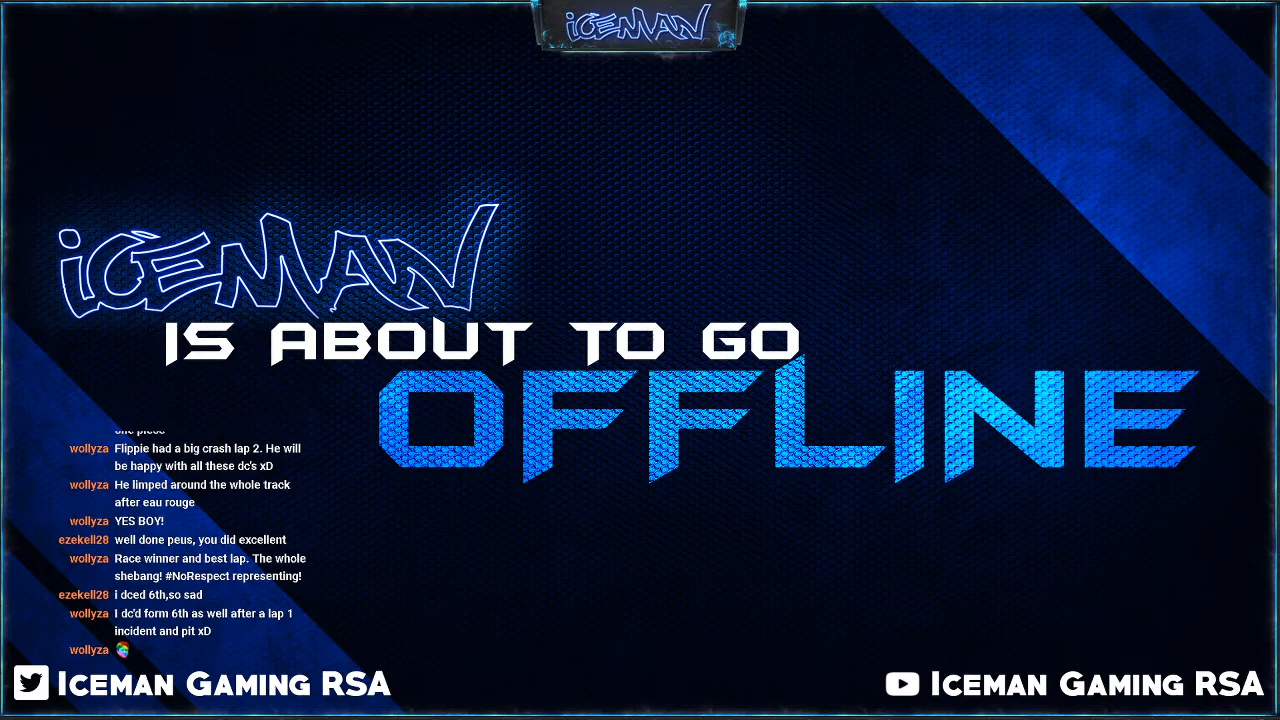 iCEMAN
iCEMAN
IS ABOUT TO GO
OFFLINE
one piece
wollyza Flippie had a big crash lap 2. He will
be happy with all these dc's xD
wollyza He limped around the whole track
after eau rouge
wollyza YES BOY!
ezekell28 well done peus, you did excellent
wollyza Race winner and best lap. The whole
shebang! #NoRespect representing!
ezekell28 i dced 6th,so sad
wollyza I dc'd form 6th as well after a lap 1
incident and pit xD
wollyza
ICEMAN GAMING RSA
ICEMAN GAMING RSA